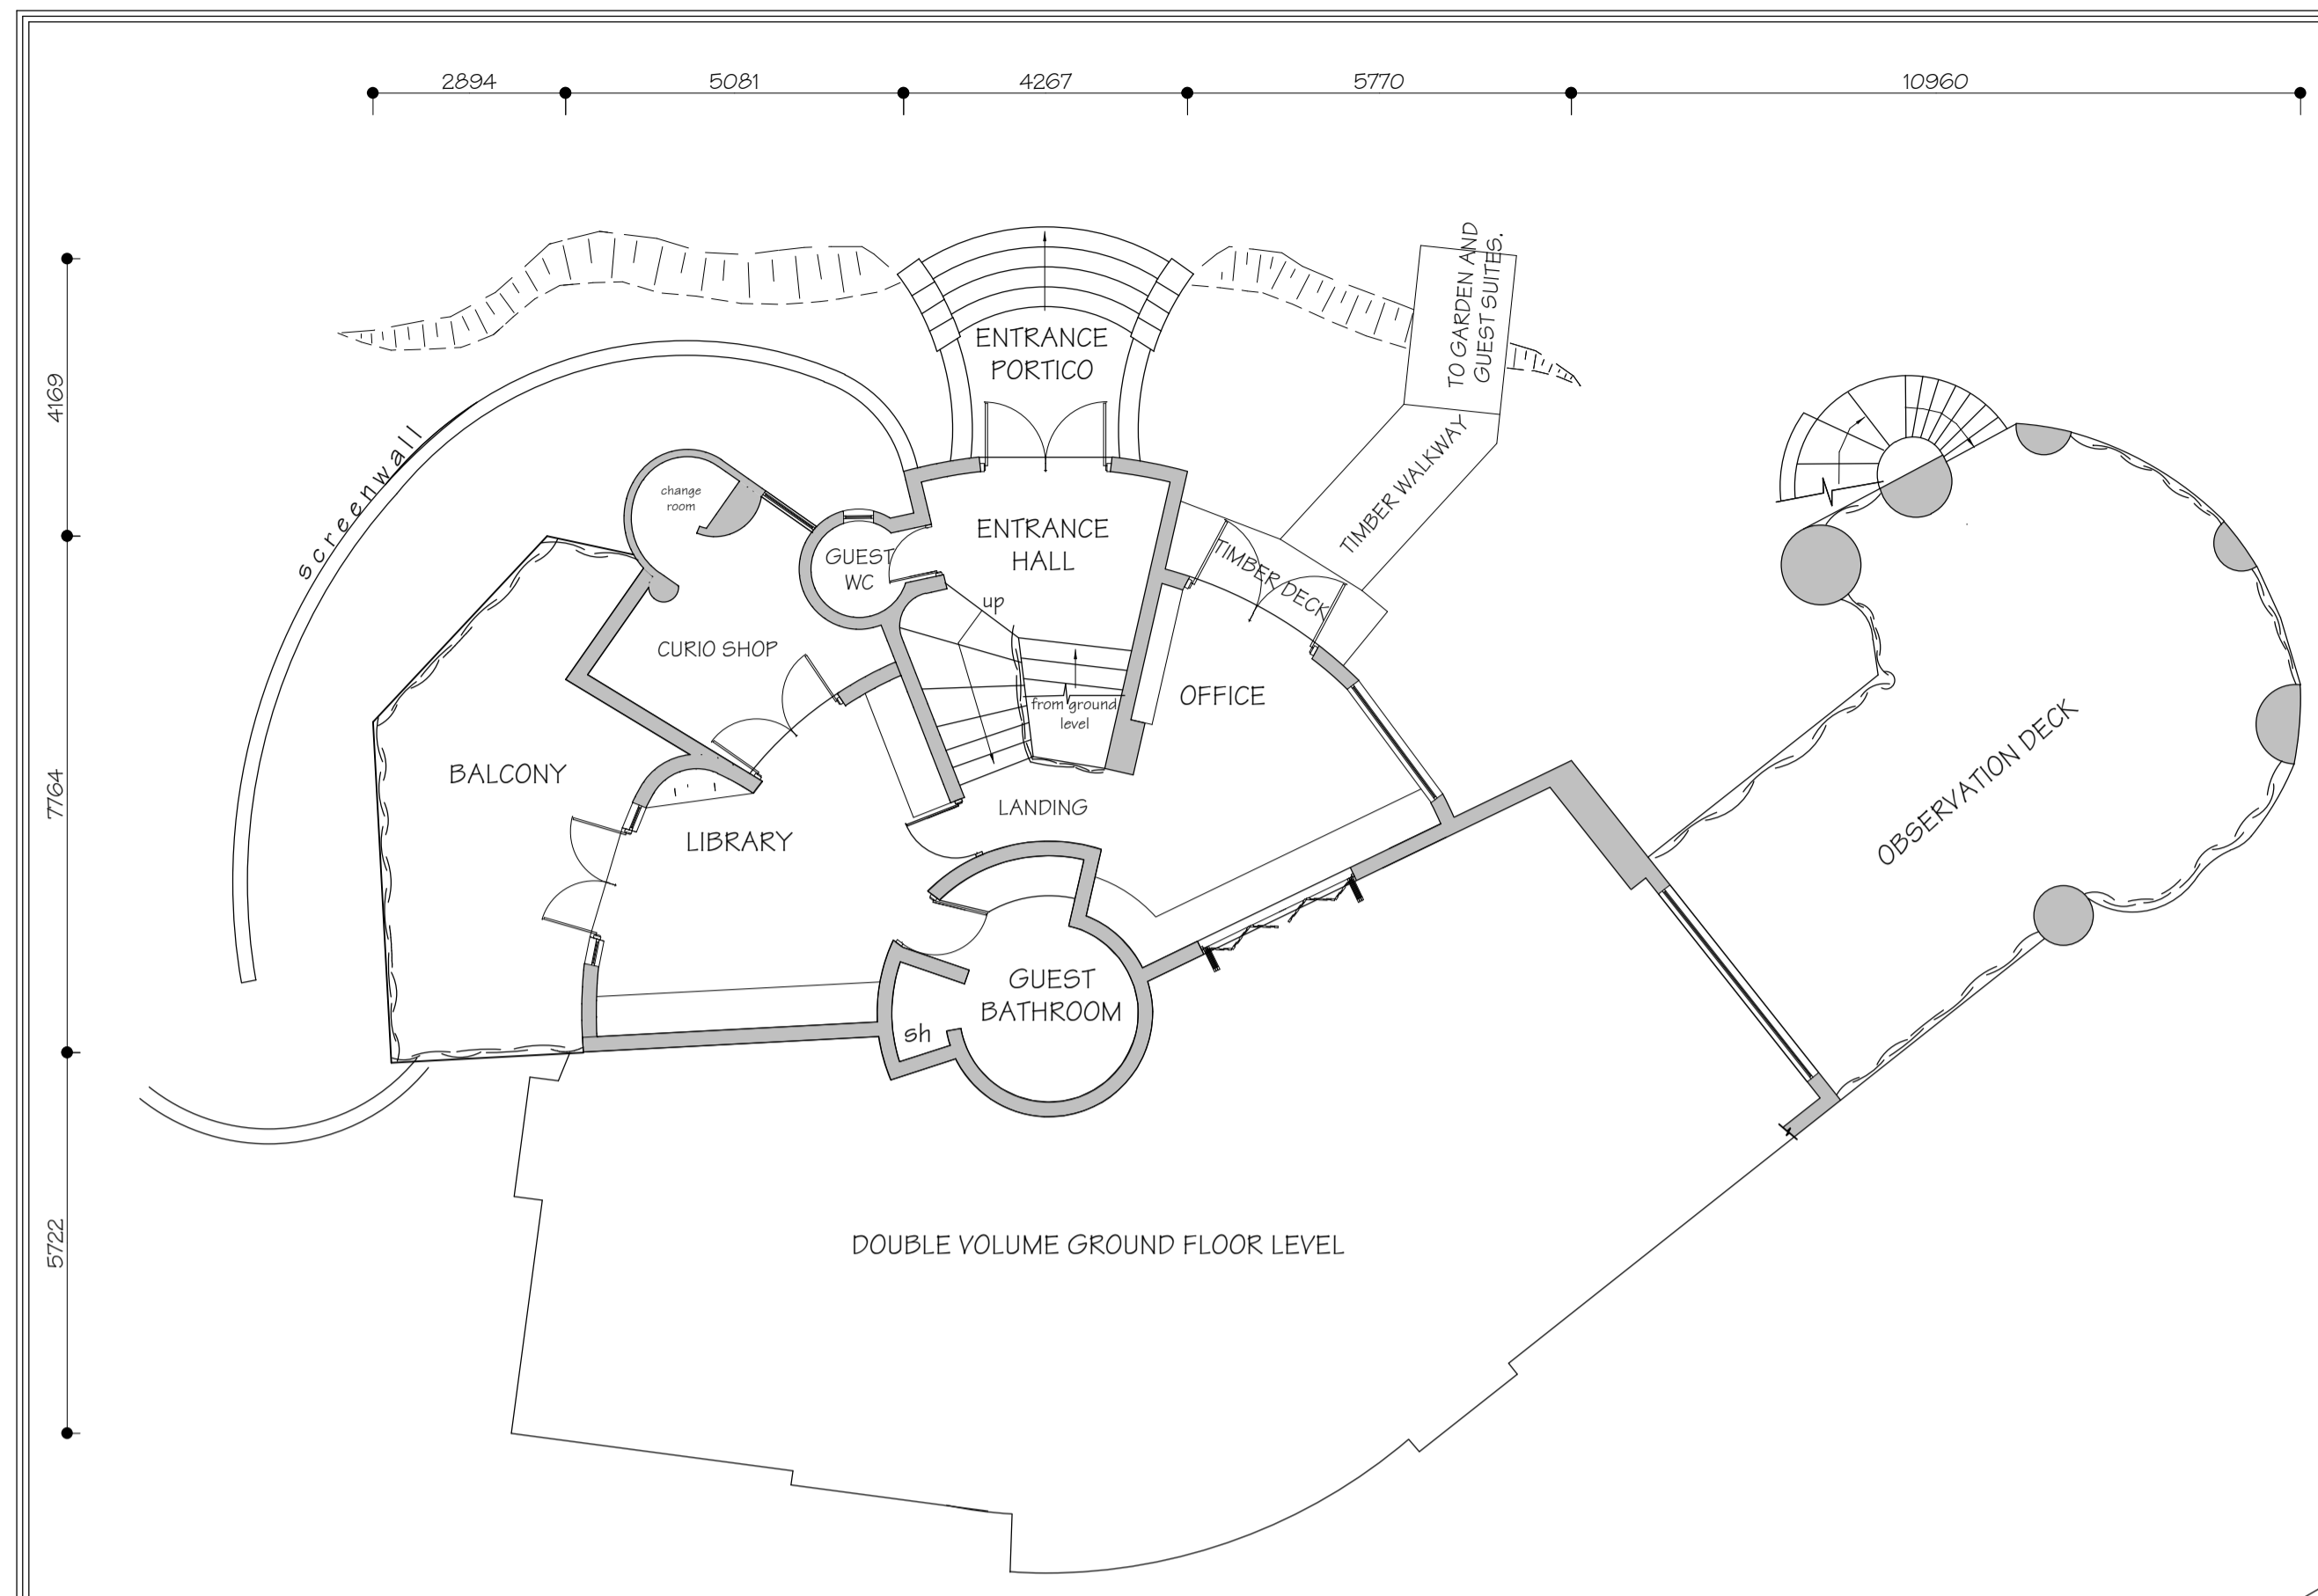 2894
5081
4267
5770
10960
4169
7764
5722
TO GARDEN AND
GUEST SUITES.
ENTRANCE
PORTICO
screenwall
TIMBER WALKWAY
change
room
ENTRANCE
HALL
GUEST
WC
TIMBER DECK
up
CURIO SHOP
OFFICE
from ground
level
BALCONY
OBSERVATION DECK
LANDING
LIBRARY
GUEST
BATHROOM
sh
DOUBLE VOLUME GROUND FLOOR LEVEL